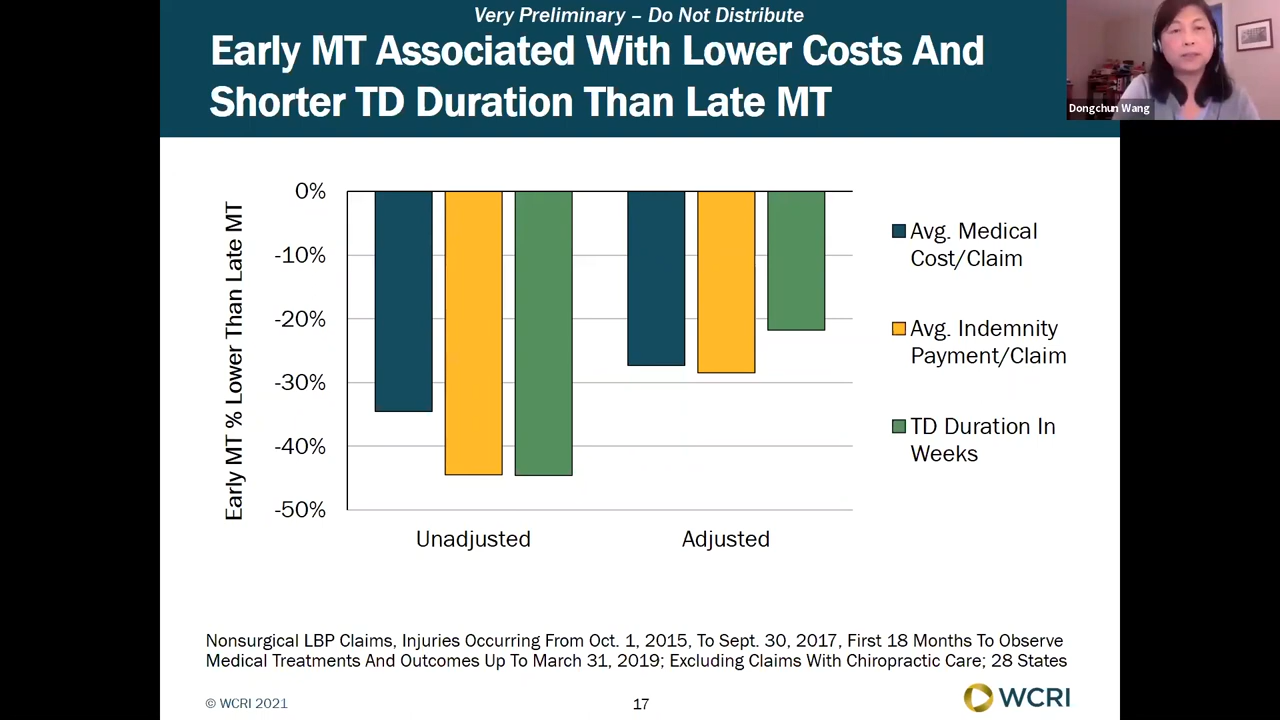 Very Preliminary – Do Not Distribute
Early MT Associated With Lower Costs And
Shorter TD Duration Than Late MT
Dongchun Wang
Early MT % Lower Than Late MT
0%
-10%
-20%
-30%
-40%
-50%
Unadjusted
Adjusted
Avg. Medical
Cost/Claim
Avg. Indemnity
Payment/Claim
TD Duration In
Weeks
Nonsurgical LBP Claims, Injuries Occurring From Oct. 1, 2015, To Sept. 30, 2017, First 18 Months To Observe
Medical Treatments And Outcomes Up To March 31, 2019; Excluding Claims With Chiropractic Care; 28 States
© WCRI 2021
17
WCRI